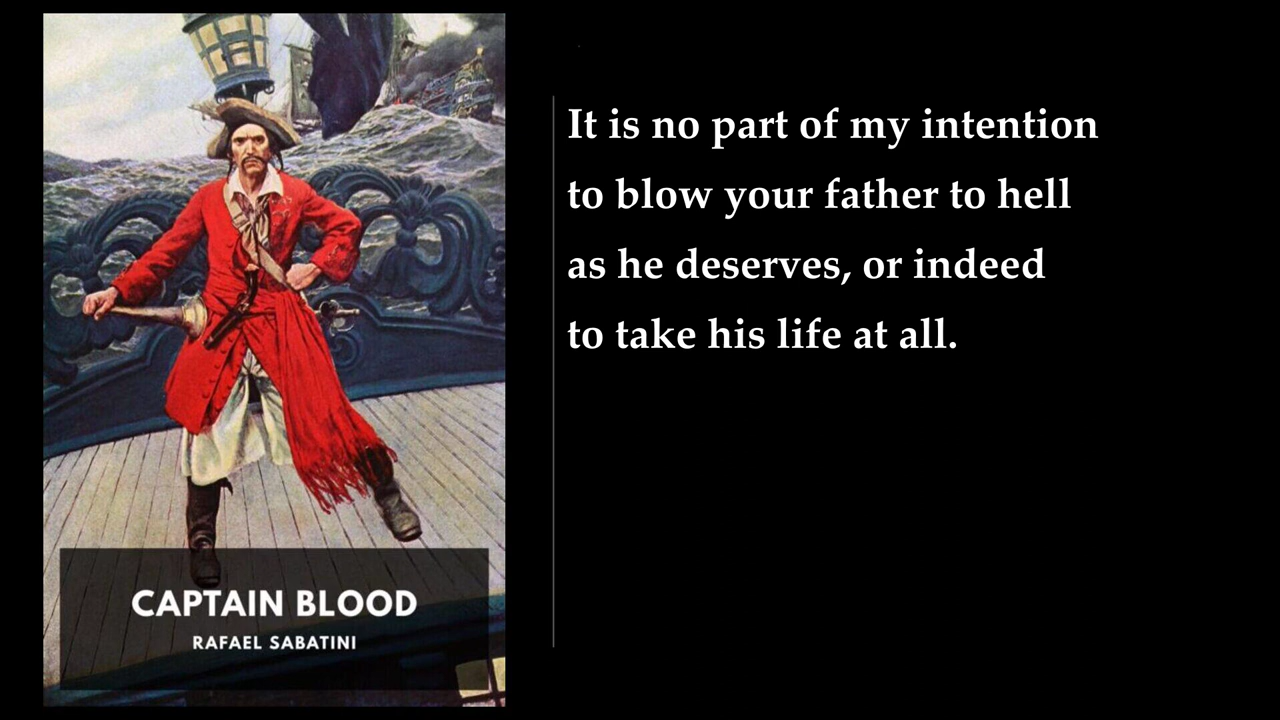 It is no part of my intention
to blow your father to hell
as he deserves, or indeed
to take his life at all.
CAPTAIN BLOOD
RAFAEL SABATINI